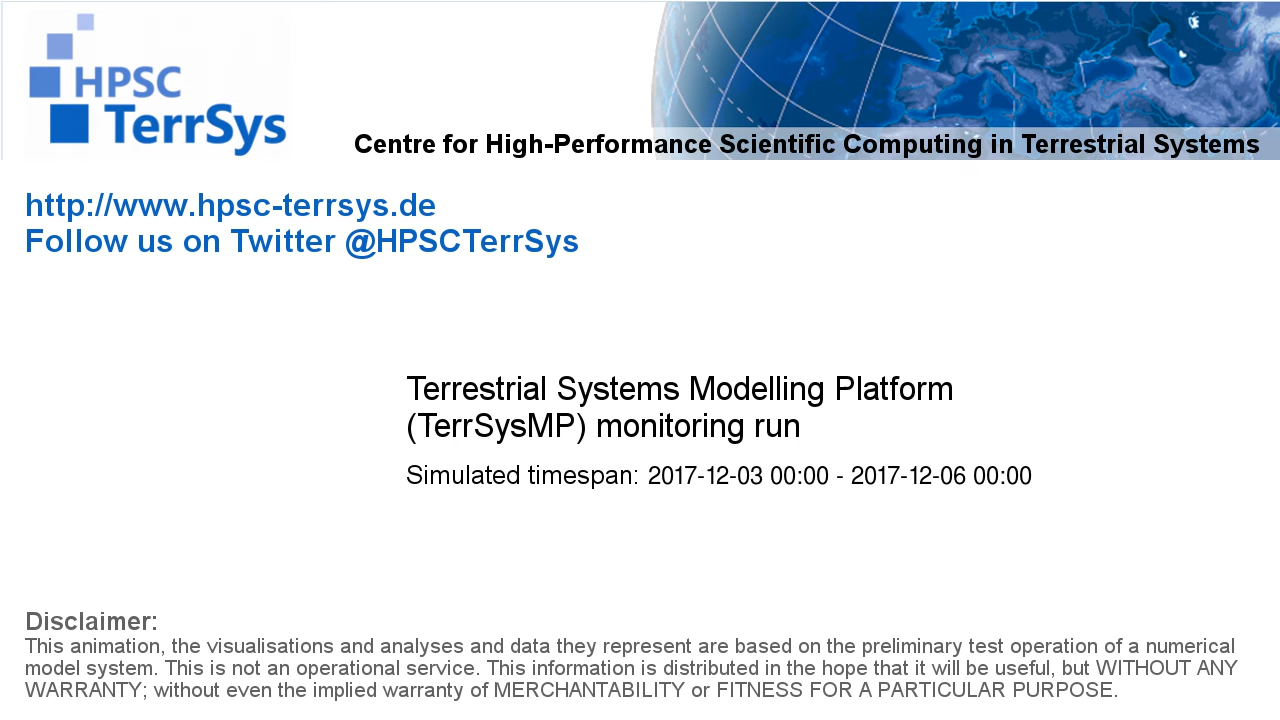 HPSC
TerrSys
Centre for High-Performance Scientific Computing in Terrestrial Systems
http://www.hpsc-terrsys.de
Follow us on Twitter @HPSCTerrSys
Terrestrial Systems Modelling Platform
(TerrSysMP) monitoring run
Simulated timespan: 2017-12-03 00:00 - 2017-12-06 00:00
Disclaimer:
This animation, the visualisations and analyses and data they represent are based on the preliminary test operation of a numerical
model system. This is not an operational service. This information is distributed in the hope that it will be useful, but WITHOUT ANY
WARRANTY; without even the implied warranty of MERCHANTABILITY or FITNESS FOR A PARTICULAR PURPOSE.